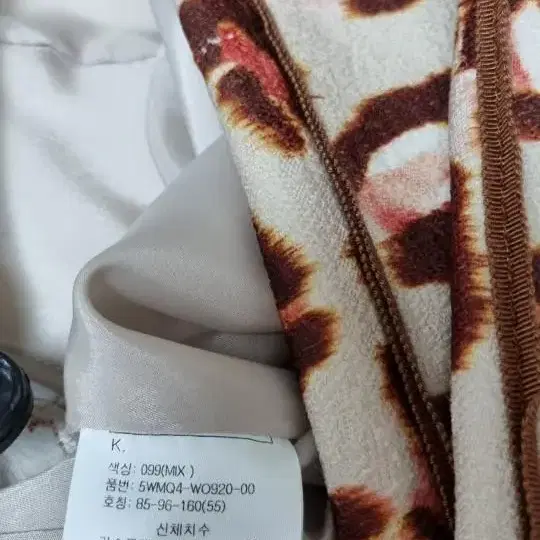 K.
색상: 099(MIX )
품번: 5WMQ4-WO920-00
호칭: 85-96-160(55)
신체치수